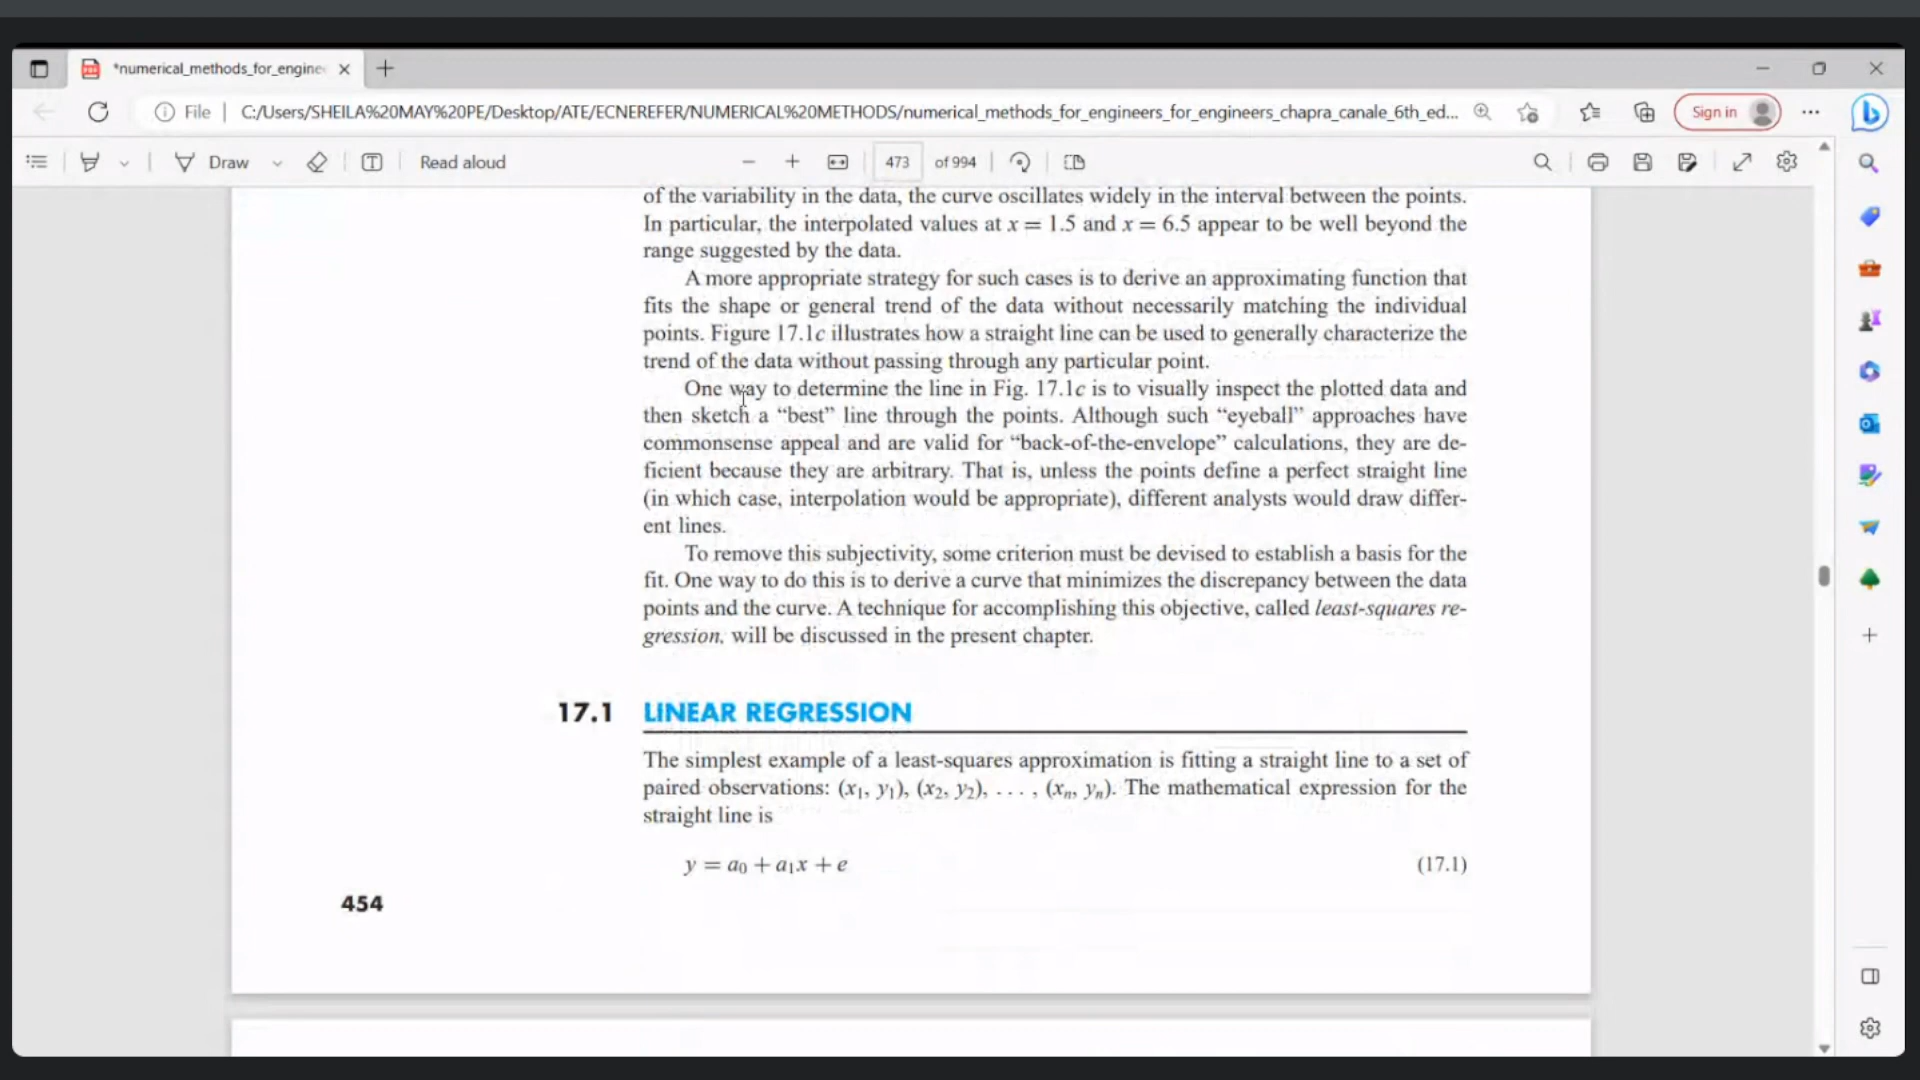 *numerical_methods_for_engine
File
C:/Users/SHEILA%20MAY%20PE/Desktop/ATE/ECNEREFER/NUMERICAL%20METHODS/numerical_methods_for_engineers_for_engineers_chapra_canale_6th_ed...
Sign in
Draw
Read aloud
473
of 994
of the variability in the data, the curve oscillates widely in the interval between the points.
In particular, the interpolated values at x = 1.5 and x = 6.5 appear to be well beyond the
range suggested by the data.
A more appropriate strategy for such cases is to derive an approximating function that
fits the shape or general trend of the data without necessarily matching the individual
points. Figure 17.1c illustrates how a straight line can be used to generally characterize the
trend of the data without passing through any particular point.
One way to determine the line in Fig. 17.1c is to visually inspect the plotted data and
then sketch a “best” line through the points. Although such “eyeball” approaches have
commonsense appeal and are valid for “back-of-the-envelope” calculations, they are de-
ficient because they are arbitrary. That is, unless the points define a perfect straight line
(in which case, interpolation would be appropriate), different analysts would draw differ-
ent lines.
To remove this subjectivity, some criterion must be devised to establish a basis for the
fit. One way to do this is to derive a curve that minimizes the discrepancy between the data
points and the curve. A technique for accomplishing this objective, called least-squares re-
gression, will be discussed in the present chapter.
17.1 LINEAR REGRESSION
The simplest example of a least-squares approximation is fitting a straight line to a set of
paired observations: (x₁, y₁), (x₂, y₂), . . . , (xₙ, yₙ). The mathematical expression for the
straight line is
y = a₀ + a₁x + e (17.1)
454